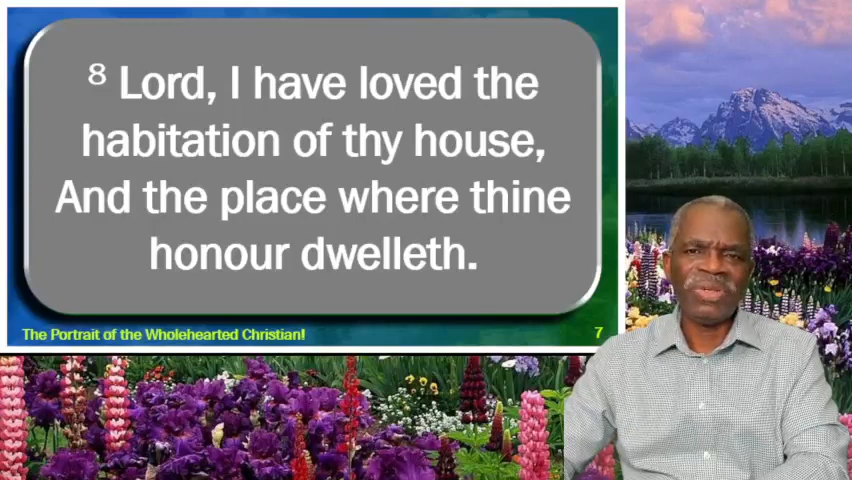 8 Lord, I have loved the
habitation of thy house,
And the place where thine
honour dwelleth.
The Portrait of the Wholehearted Christian! 7